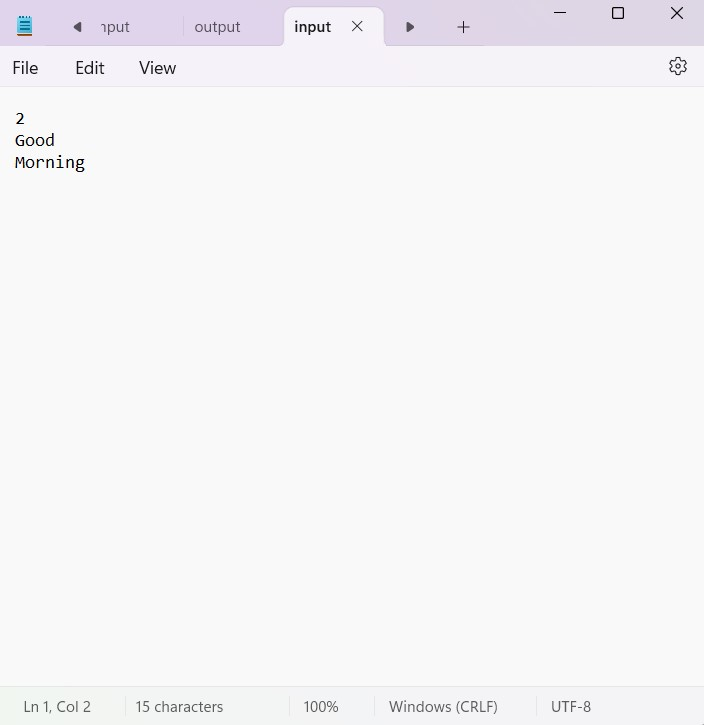 output
input
File
Edit
View
2
Good
Morning
Ln 1, Col 2
15 characters
100%
Windows (CRLF)
UTF-8